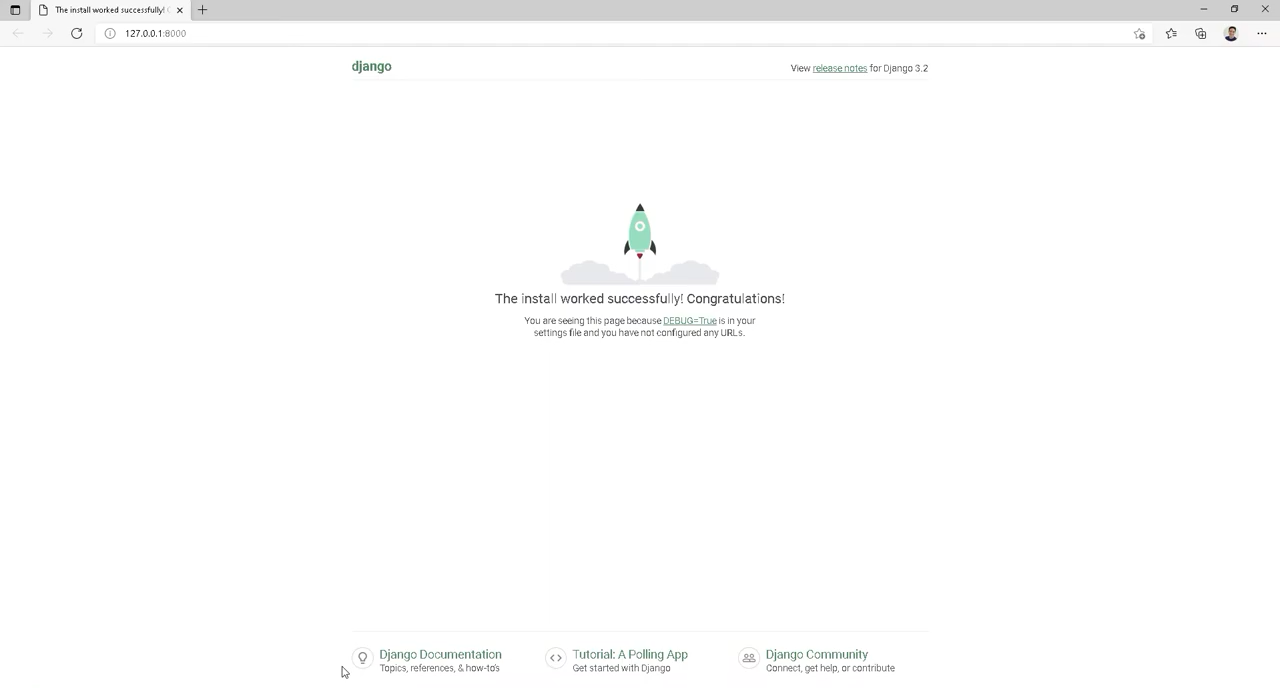 The install worked successfully!
127.0.0.1:8000
django
View release notes for Django 3.2
The install worked successfully! Congratulations!
You are seeing this page because DEBUG=True is in your
settings file and you have not configured any URLs.
Django Documentation
Topics, references, & how-to's
Tutorial: A Polling App
Get started with Django
Django Community
Connect, get help, or contribute